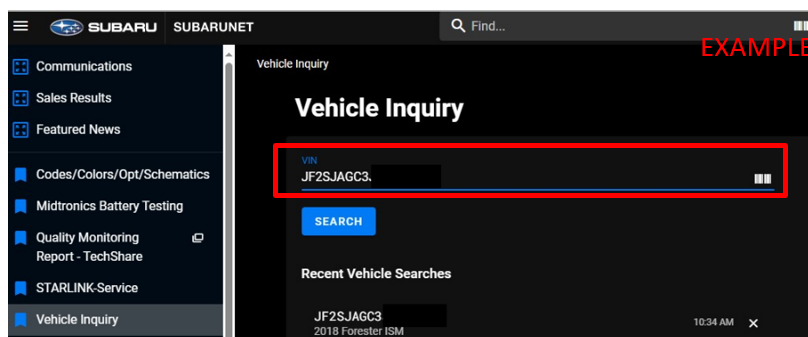 SUBARU SUBARUNET
Find...
EXAMPLE
Communications
Sales Results
Featured News
Codes/Colors/Opt/Schematics
Midtronics Battery Testing
Quality Monitoring
Report - TechShare
STARLINK-Service
Vehicle Inquiry
Vehicle Inquiry
Vehicle Inquiry
VIN
JF2SJAGC3
SEARCH
Recent Vehicle Searches
JF2SJAGC3
10:34 AM
2018 Forester ISM